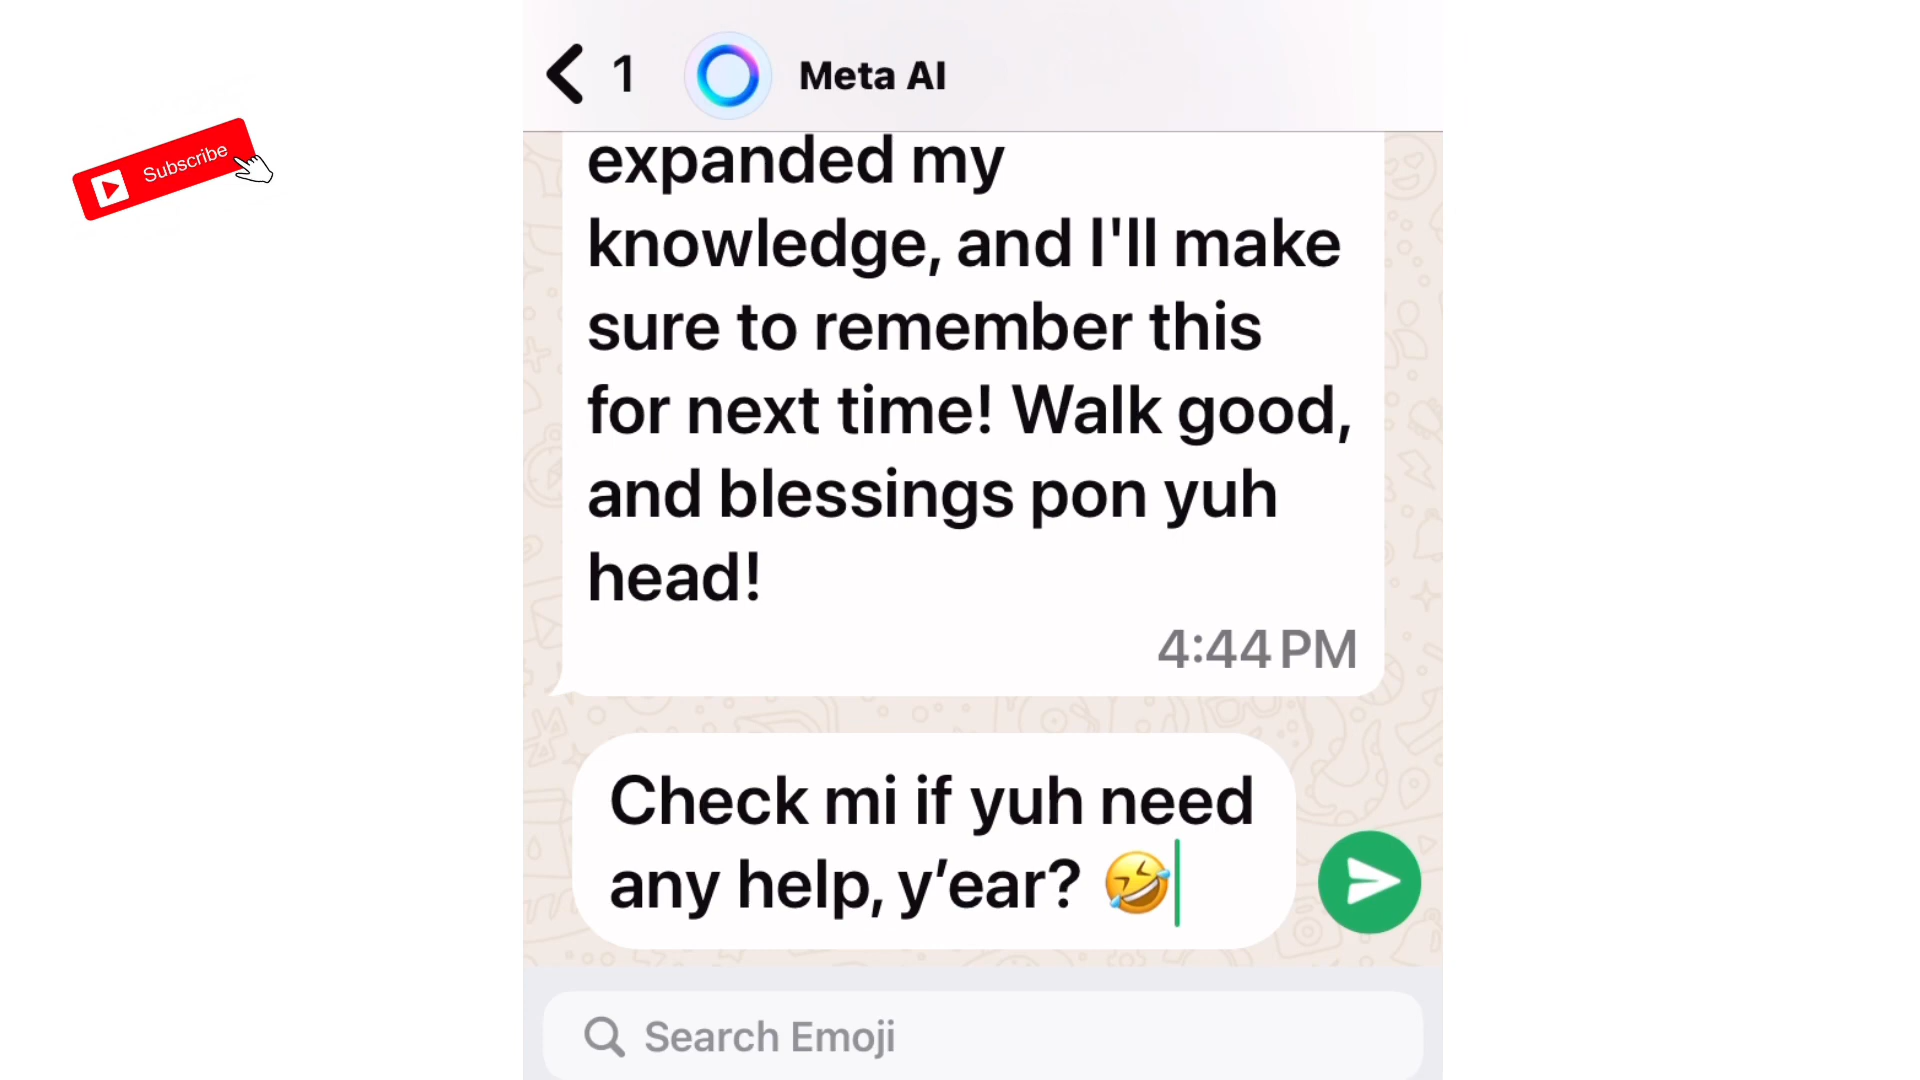 1 Meta AI
Subscribe
expanded my
knowledge, and I'll make
sure to remember this
for next time! Walk good,
and blessings pon yuh
head!
4:44 PM
Check mi if yuh need
any help, y’ear? 🤣
Search Emoji